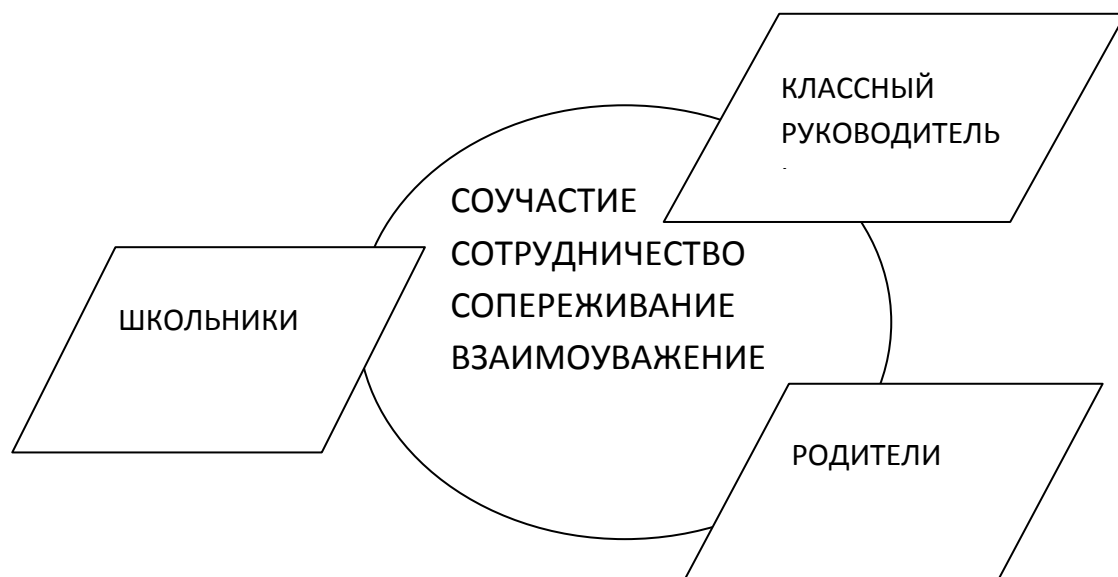 КЛАССНЫЙ
РУКОВОДИТЕЛЬ
СОУЧАСТИЕ
СОТРУДНИЧЕСТВО
СОПЕРЕЖИВАНИЕ
ВЗАИМОУВАЖЕНИЕ
ШКОЛЬНИКИ
РОДИТЕЛИ